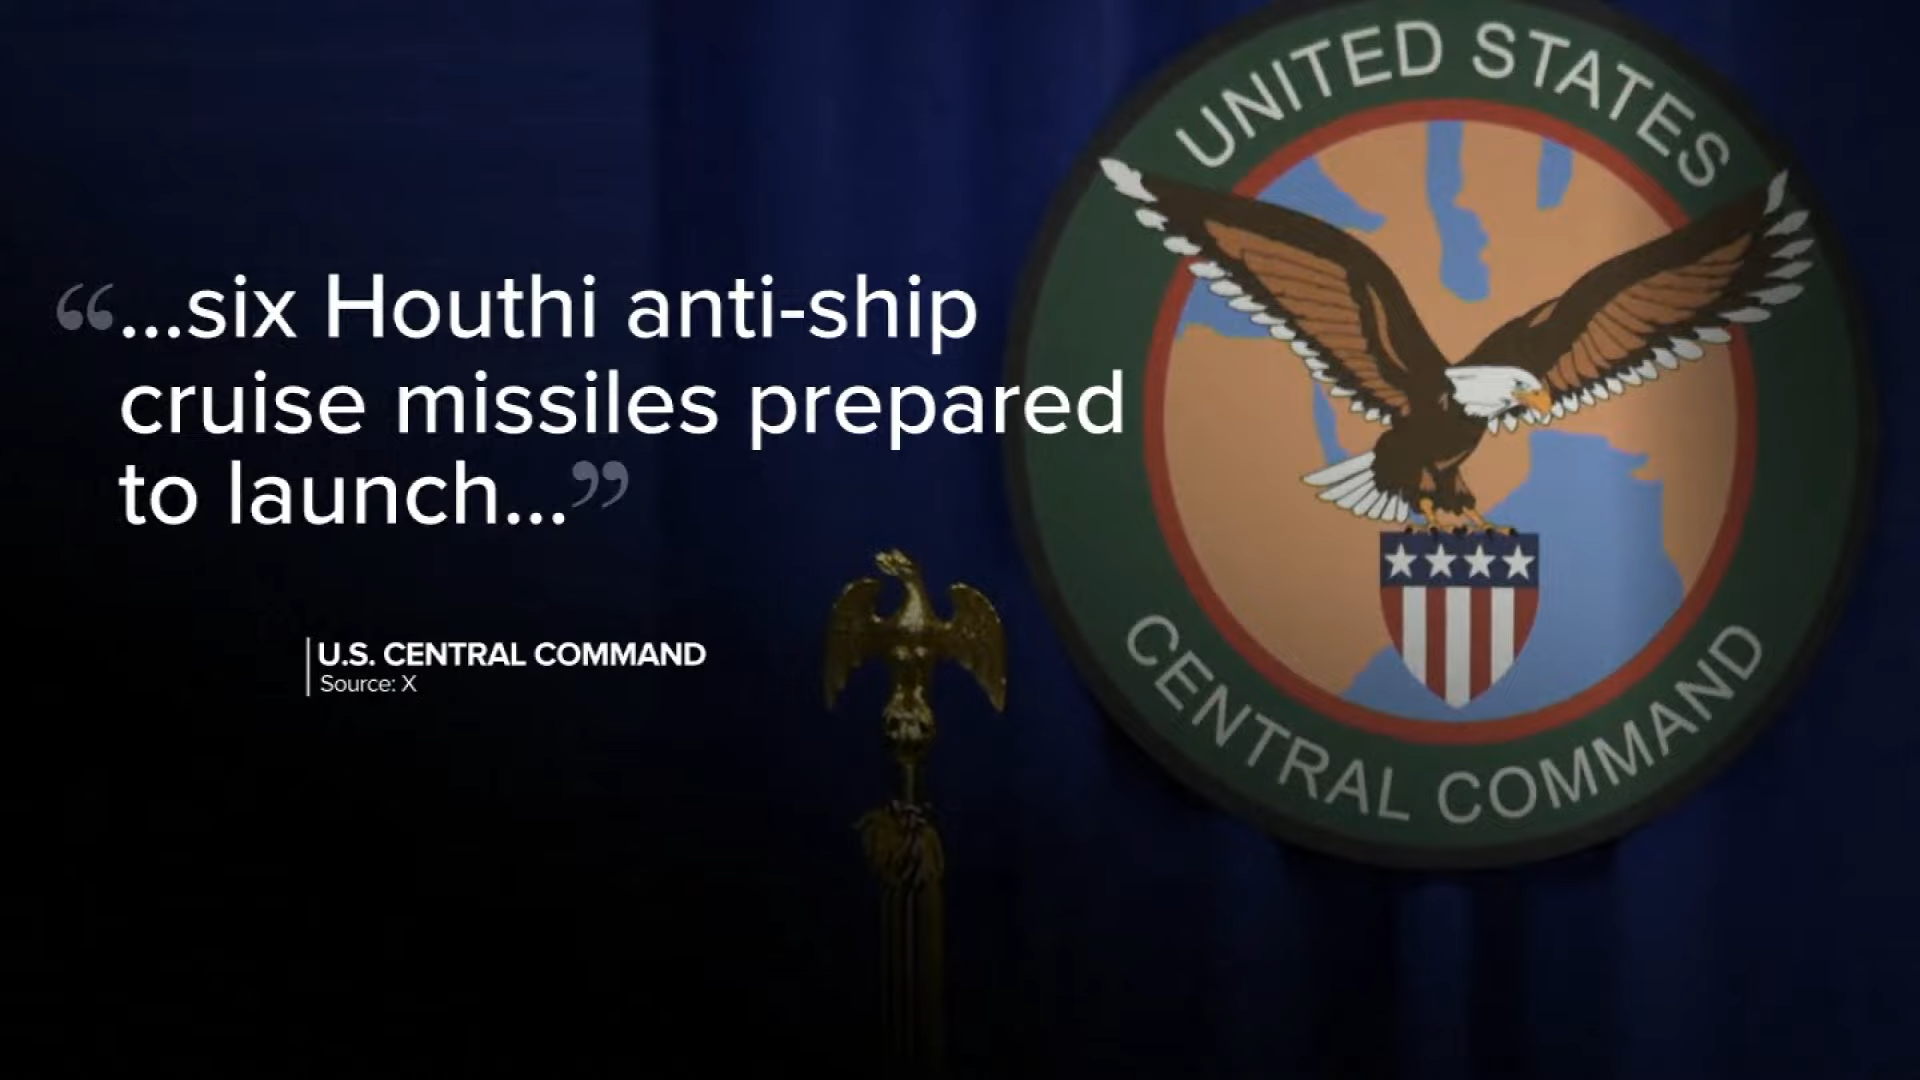 “...six Houthi anti-ship
cruise missiles prepared
to launch...”
U.S. CENTRAL COMMAND
Source: X
UNITED STATES
CENTRAL COMMAND